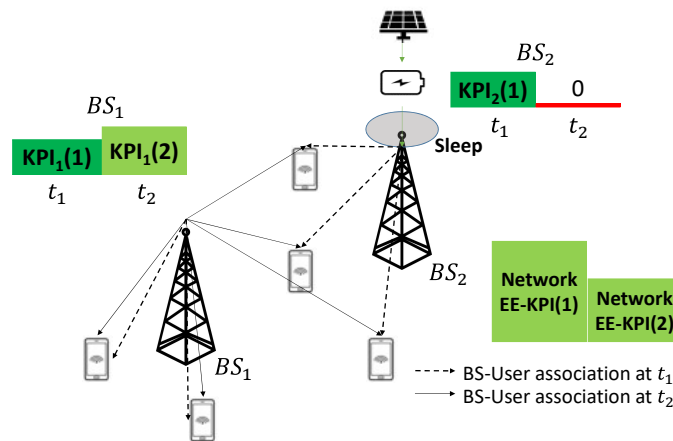 BS₂
KPI₂(1) 0
t₁ t₂
BS₁
KPI₁(1) KPI₁(2)
t₁ t₂
Sleep
BS₂
Network
EE-KPI(1)
Network
EE-KPI(2)
BS₁
BS-User association at t₁
BS-User association at t₂